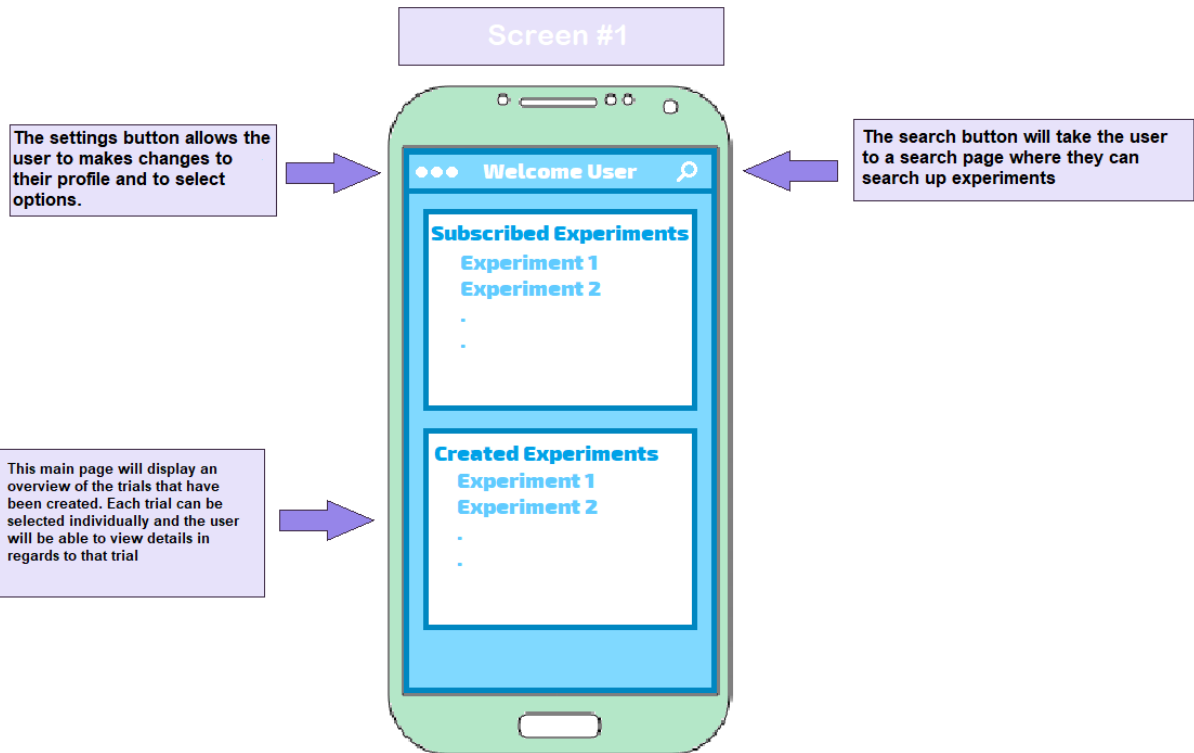 Screen #1
The settings button allows the
user to makes changes to
their profile and to select
options.
The search button will take the user
to a search page where they can
search up experiments
Welcome User
Subscribed Experiments
Experiment 1
Experiment 2
.
.
This main page will display an
overview of the trials that have
been created. Each trial can be
selected individually and the user
will be able to view details in
regards to that trial
Created Experiments
Experiment 1
Experiment 2
.
.